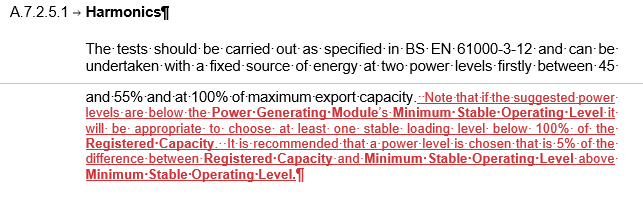 A.7.2.5.1 → Harmonics¶
The tests should be carried out as specified in BS EN 61000-3-12 and can be
undertaken with a fixed source of energy at two power levels firstly between 45
and 55% and at 100% of maximum export capacity.  Note that if the suggested power
levels are below the Power Generating Module's Minimum Stable Operating Level it
will be appropriate to choose at least one stable loading level below 100% of the
Registered Capacity.  It is recommended that a power level is chosen that is 5% of the
difference between Registered Capacity and Minimum Stable Operating Level above
Minimum Stable Operating Level.¶